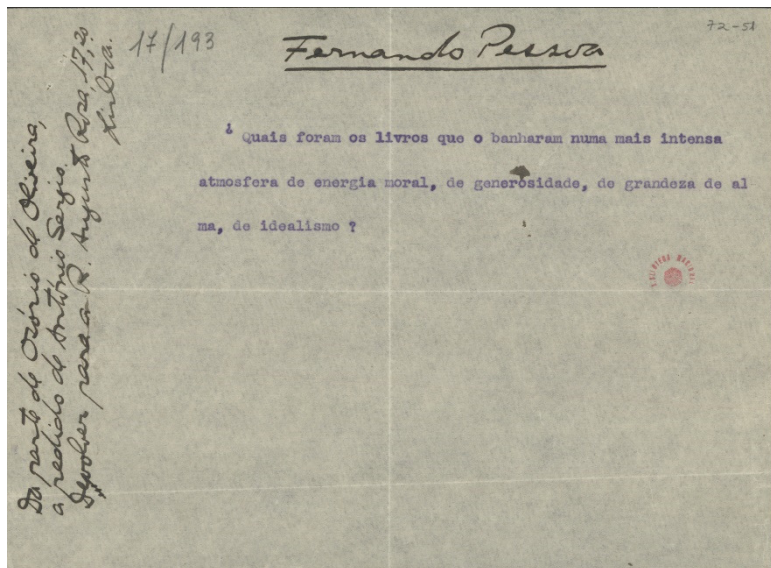 17/193
Fernando Pessoa
72-51
¿ Quais foram os livros que o banharam numa mais intensa
atmosfera de energia moral, de generosidade, de grandeza de al
ma, de idealismo ?
Da parte de Osório de Oliveira,
a pedido de António Sergio.
Devolver para a R. Augusto Rosa, 17, 2º
Lisboa.